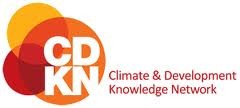 CD
KN
Climate & Development
Knowledge Network